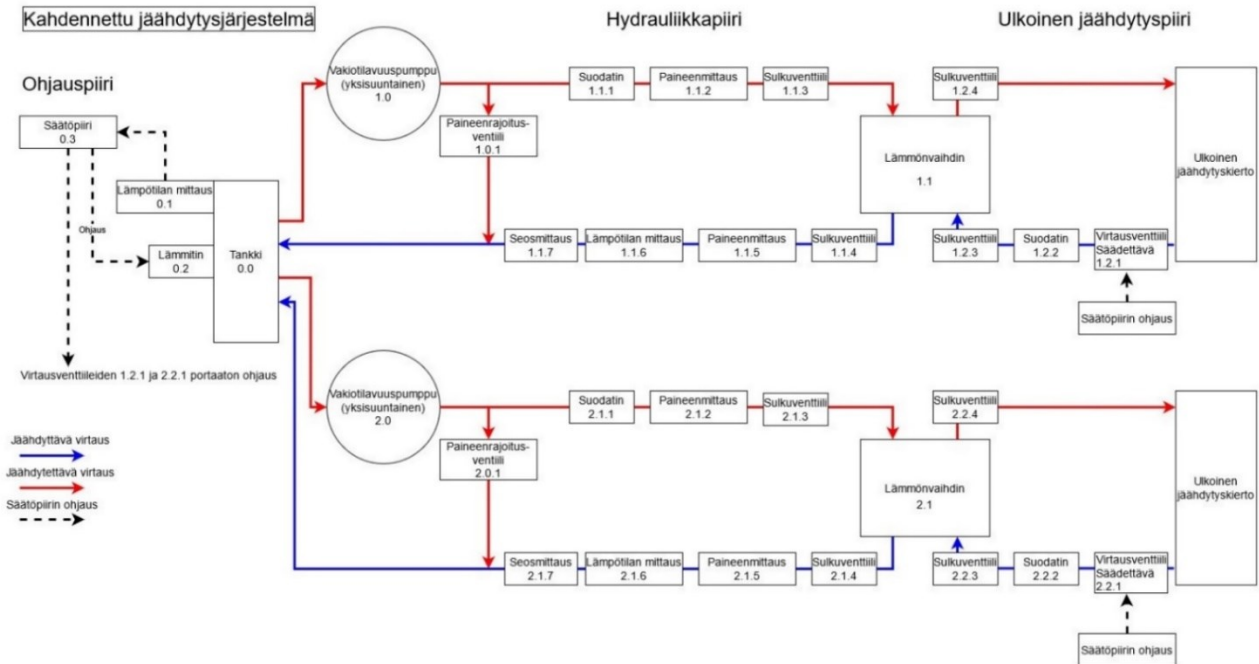 Kahdennettu jäähdytysjärjestelmä
Hydrauliikkapiiri
Ulkoinen jäähdytyspiiri
Ohjauspiiri
Säätöpiiri
0.3
Lämpötilan mittaus
0.1
Ohjaus
Lämmitin
0.2
Tankki
0.0
Virtausventtiileiden 1.2.1 ja 2.2.1 portaaton ohjaus
Jäähdyttävä virtaus
Jäähdytettävä virtaus
Säätöpiirin ohjaus
Vakiotilavuuspumppu
(yksisuuntainen)
1.0
Paineenrajoitus-
venttiili
1.0.1
Suodatin
1.1.1
Paineenmittaus
1.1.2
Sulkuventtiili
1.1.3
Lämmönvaihdin
1.1
Seosmittaus
1.1.7
Lämpötilan mittaus
1.1.6
Paineenmittaus
1.1.5
Sulkuventtiili
1.1.4
Sulkuventtiili
1.2.4
Ulkoinen
jäähdytyskierto
Sulkuventtiili
1.2.3
Suodatin
1.2.2
Virtausventtiili
Säädettävä
1.2.1
Säätöpiirin ohjaus
Vakiotilavuuspumppu
(yksisuuntainen)
2.0
Paineenrajoitus-
venttiili
2.0.1
Suodatin
2.1.1
Paineenmittaus
2.1.2
Sulkuventtiili
2.1.3
Lämmönvaihdin
2.1
Seosmittaus
2.1.7
Lämpötilan mittaus
2.1.6
Paineenmittaus
2.1.5
Sulkuventtiili
2.1.4
Sulkuventtiili
2.2.4
Ulkoinen
jäähdytyskierto
Sulkuventtiili
2.2.3
Suodatin
2.2.2
Virtausventtiili
Säädettävä
2.2.1
Säätöpiirin ohjaus